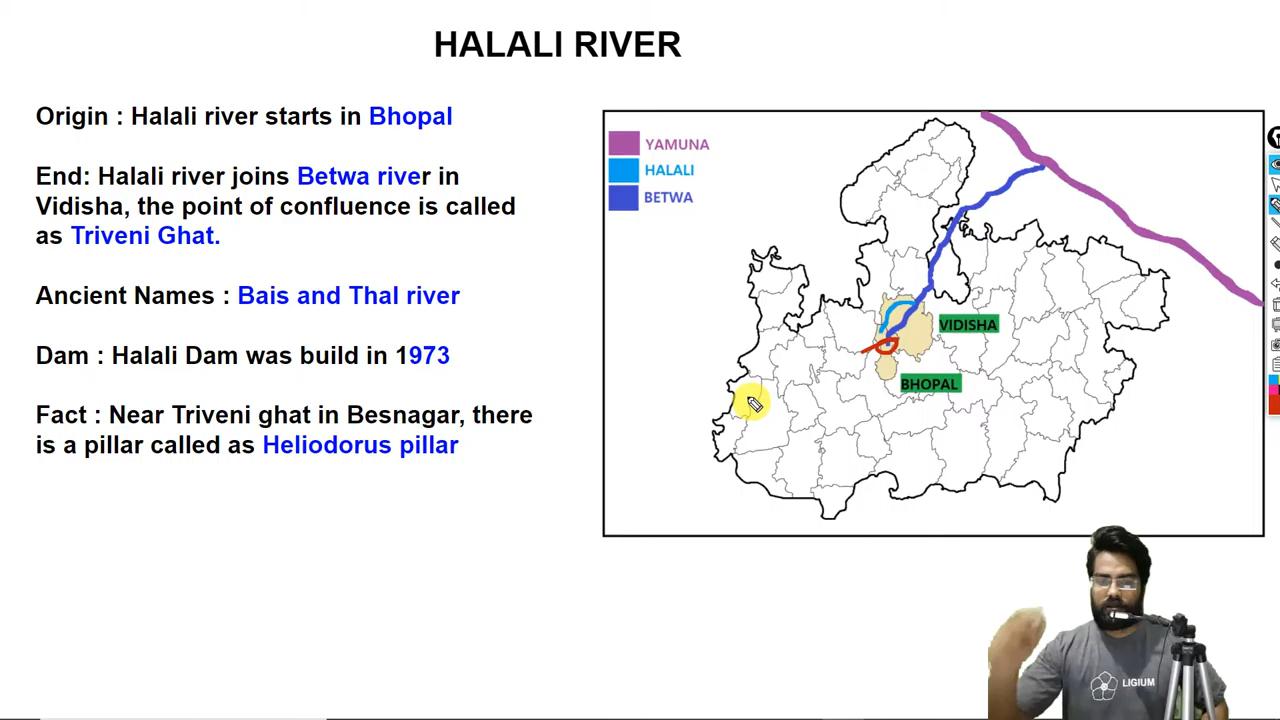 HALALI RIVER
Origin : Halali river starts in Bhopal
End: Halali river joins Betwa river in
Vidisha, the point of confluence is called
as Triveni Ghat.
Ancient Names : Bais and Thal river
Dam : Halali Dam was build in 1973
Fact : Near Triveni ghat in Besnagar, there
is a pillar called as Heliodorus pillar
YAMUNA
HALALI
BETWA
VIDISHA
BHOPAL
LIGIUM